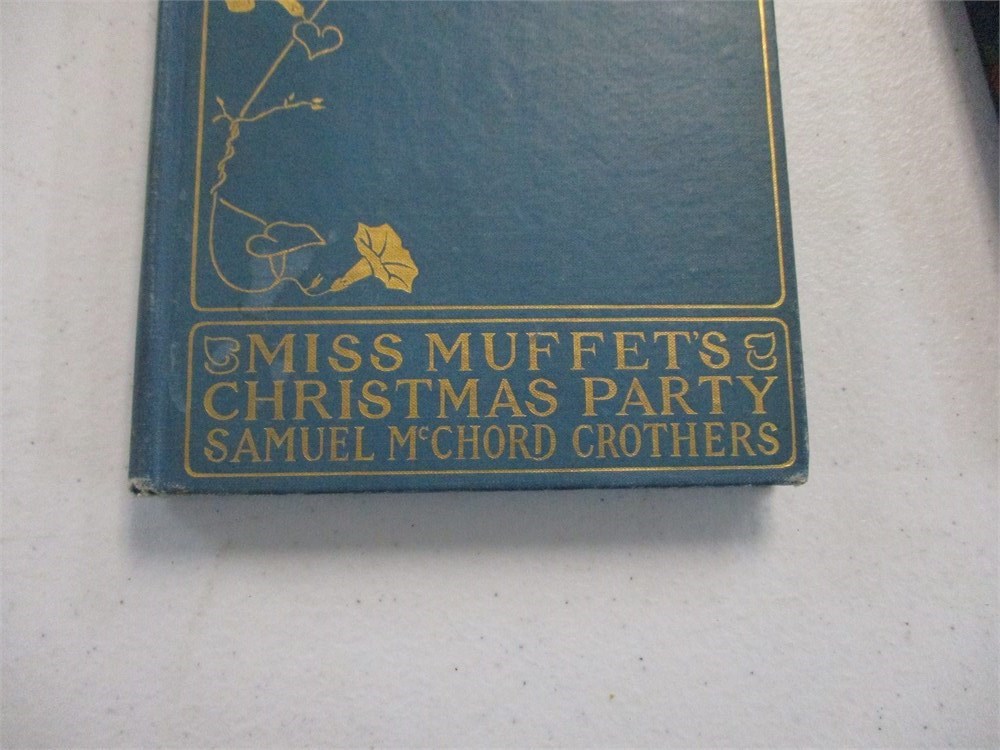 MISS MUFFET'S
CHRISTMAS PARTY
SAMUEL McCHORD CROTHERS